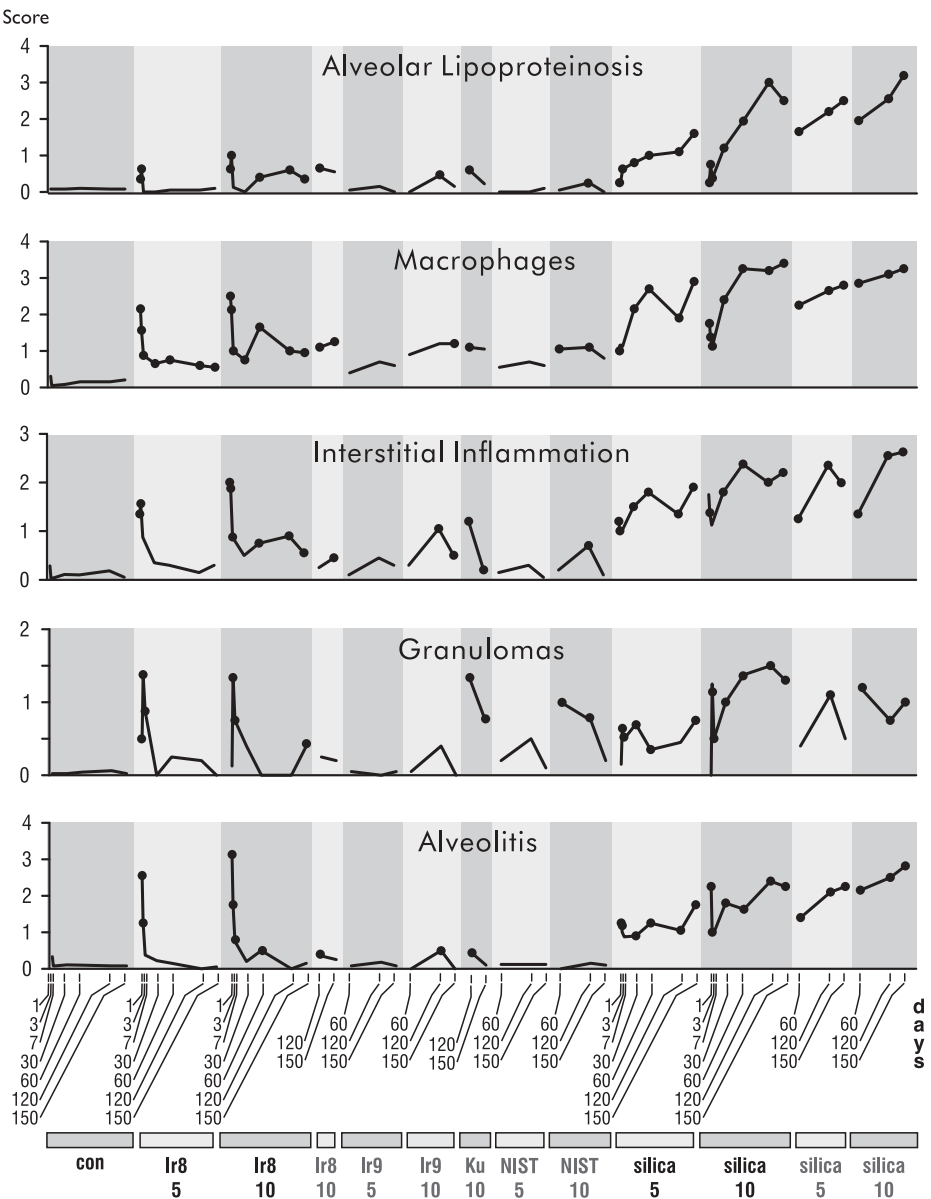 Score
4
Alveolar Lipoproteinosis
3
2
1
0
4
Macrophages
3
2
1
0
3
Interstitial Inflammation
2
1
0
2
Granulomas
1
0
4
Alveolitis
3
2
1
0
1 1 1 60 60 60 60 1 1 60 60 d
3 3 3 120 120 120 120 120 120 3 3 120 120 a
7 7 7 150 150 150 150 150 150 7 7 150 150 y
30 30 30 30 30 s
60 60 60 60 60
120 120 120 120 120
150 150 150 150 150
con Ir8 Ir8 Ir8 Ir9 Ir9 Ku NIST NIST silica silica silica silica
5 10 10 5 10 10 5 10 5 10 5 10